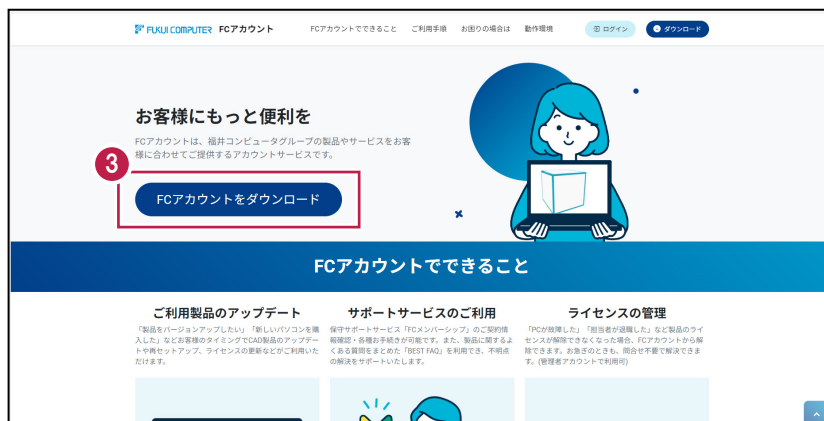 FUKUI COMPUTER FCアカウント FCアカウントでできること ご利用手順 お困りの場合は 動作環境 ログイン ダウンロード
お客様にもっと便利を
FCアカウントは、福井コンピュータグループの製品やサービスをお客
様に合わせてご提供するアカウントサービスです。
3
FCアカウントをダウンロード
FCアカウントでできること
ご利用製品のアップデート
「製品をバージョンアップしたい」「新しいパソコンを購
入した」などお客様のタイミングでCAD製品のアップデー
トや再セットアップ、ライセンスの更新などがご利用いた
だけます。
サポートサービスのご利用
保守サポートサービス「FCメンバーシップ」のご契約情
報確認・各種お手続きが可能です。また、製品に関するよ
くある質問をまとめた「BEST FAQ」を利用でき、不明点
の解決をサポートいたします。
ライセンスの管理
「PCが故障した」「担当者が退職した」など製品のライ
センスが解除できなくなった場合、FCアカウントから解
除できます。お急ぎのときも、問合せ不要で解決できま
す。(管理者アカウントで利用可)